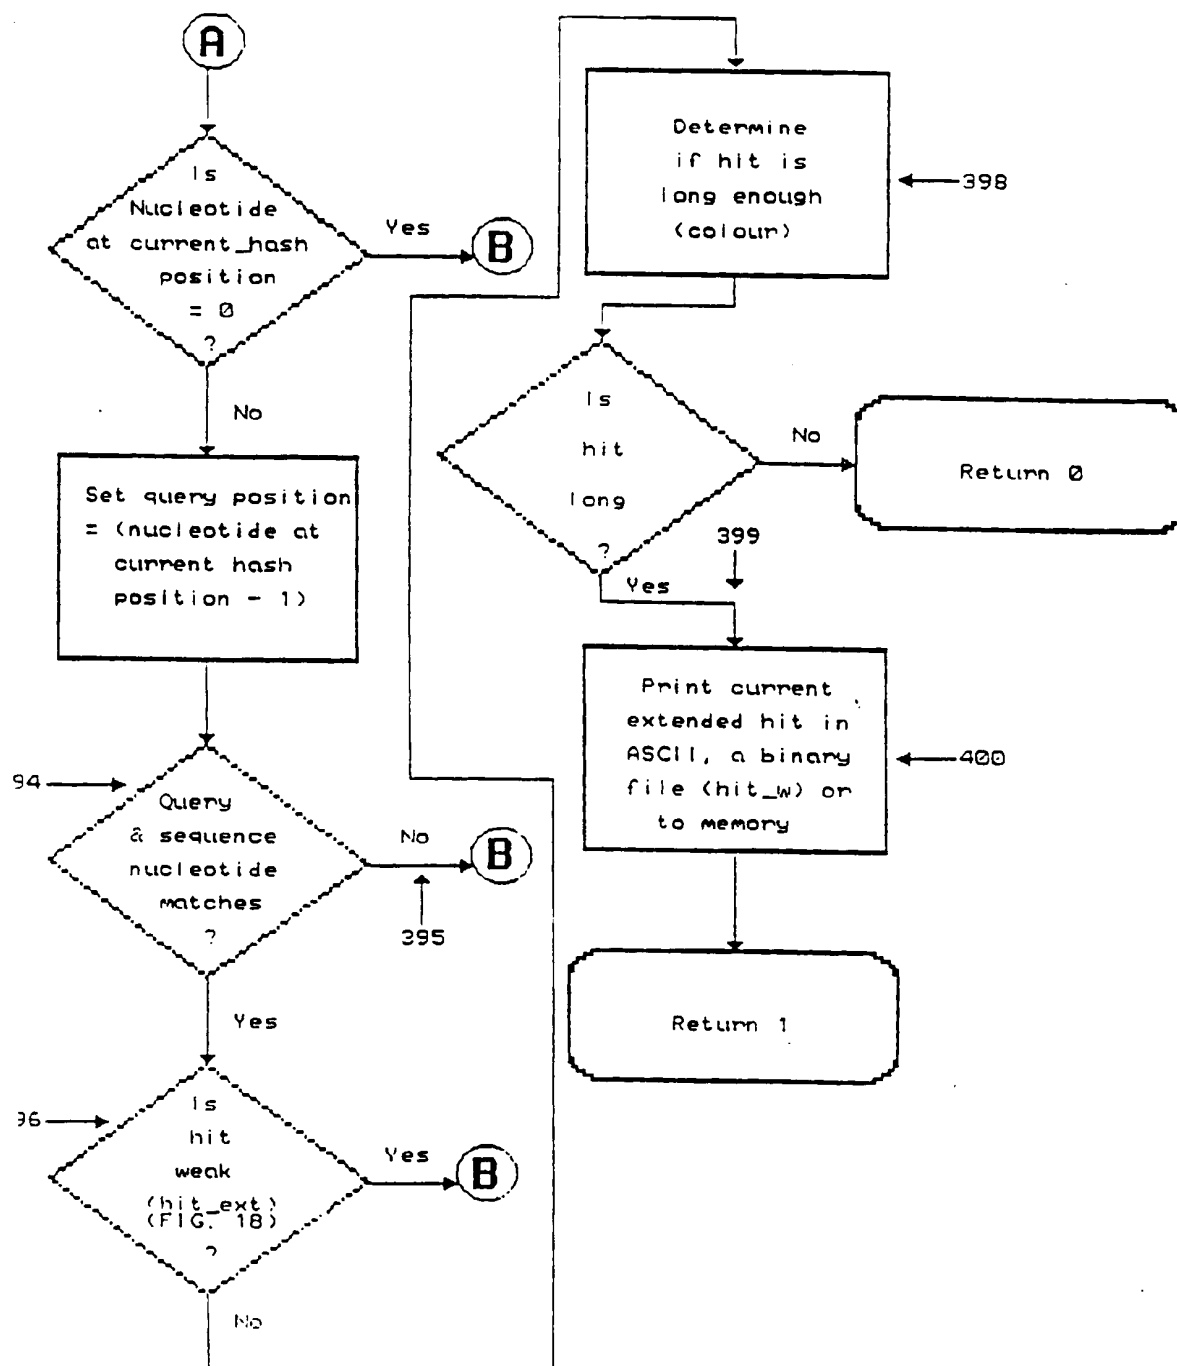 A
Is
Nucleotide
at current_hash
position
= 0
?
Yes
B
No
Set query position
= (nucleotide at
current hash
position - 1)
94
Query
& sequence
nucleotide
matches
?
No
B
395
Yes
96
Is
hit
weak
(hit_ext)
(FIG. 18)
?
Yes
B
No
Determine
if hit is
long enough
(colour)
398
Is
hit
long
?
No
Return 0
399
Yes
Print current
extended hit in
ASCII, a binary
file (hit_w) or
to memory
400
Return 1